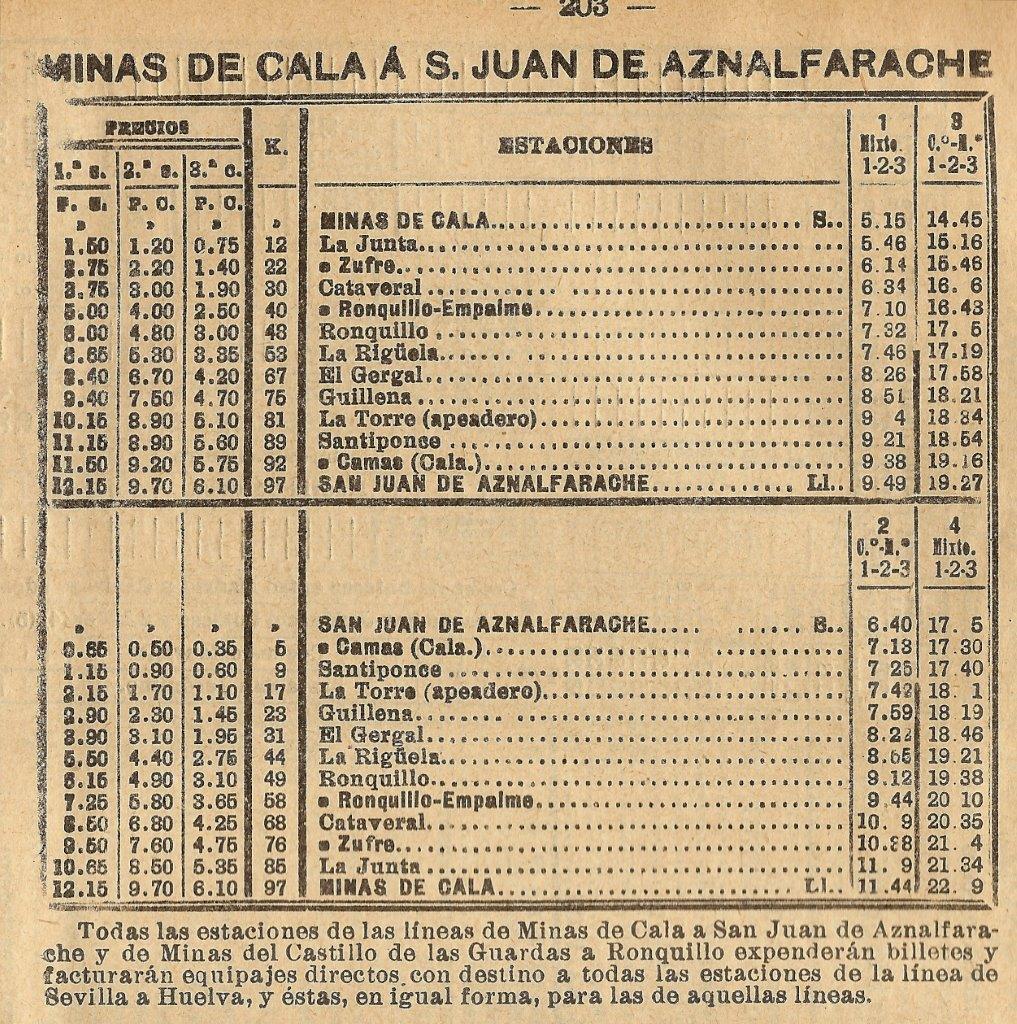 — 203 —
MINAS DE CALA Á S. JUAN DE AZNALFARACHE
PRECIOS K. ESTACIONES 1 3
Mixto. C.º-M.º
1.ª c. 2.ª c. 3.ª c. 1-2-3 1-2-3
P. C. P. C. P. C.
» » » » MINAS DE CALA S.. 5.15 14.45
1.50 1.20 0.75 12 La Junta 5.46 15.16
2.75 2.20 1.40 22 • Zufre 6.14 15.46
3.75 3.00 1.90 30 Cataveral 6.34 16. 6
5.00 4.00 2.50 40 • Ronquillo-Empalme 7.10 16.43
6.00 4.80 3.00 48 Ronquillo 7.32 17. 5
6.65 5.30 3.35 53 La Rigüela 7.46 17.19
8.40 6.70 4.20 67 El Gergal 8 26 17.58
9.40 7.50 4.70 75 Guillena 8 51 18.21
10.15 8.90 5.10 81 La Torre (apeadero) 9 4 18.34
11.15 8.90 5.60 89 Santiponce 9 21 18.54
11.50 9.20 5.75 92 • Camas (Cala.) 9 38 19.16
12.15 9.70 6.10 97 SAN JUAN DE AZNALFARACHE Ll.. 9.49 19.27
2 4
C.º-M.º Mixto.
1-2-3 1-2-3
» » » » SAN JUAN DE AZNALFARACHE S.. 6.40 17. 5
0.65 0.50 0.35 5 • Camas (Cala.) 7.13 17.30
1.15 0.90 0.60 9 Santiponce 7 25 17.40
2.15 1.70 1.10 17 La Torre (apeadero) 7.42 18. 1
2.90 2.30 1.45 23 Guillena 7.59 18 19
3.90 3.10 1.95 31 El Gergal 8.22 18.46
5.50 4.40 2.75 44 La Rigüela 8.55 19.21
6.15 4.90 3.10 49 Ronquillo 9.12 19.38
7.25 5.80 3.65 58 • Ronquillo-Empalme 9.44 20 10
8.50 6.80 4.25 68 Cataveral 10. 9 20.35
9.50 7.60 4.75 76 • Zufre 10.28 21. 4
10.65 8.50 5.35 85 La Junta 11. 9 21.34
12.15 9.70 6.10 97 MINAS DE CALA Ll.. 11.44 22. 9
Todas las estaciones de las líneas de Minas de Cala a San Juan de Aznalfara-
che y de Minas del Castillo de las Guardas a Ronquillo expenderán billetes y
facturarán equipajes directos con destino a todas las estaciones de la línea de
Sevilla a Huelva, y éstas, en igual forma, para las de aquellas líneas.